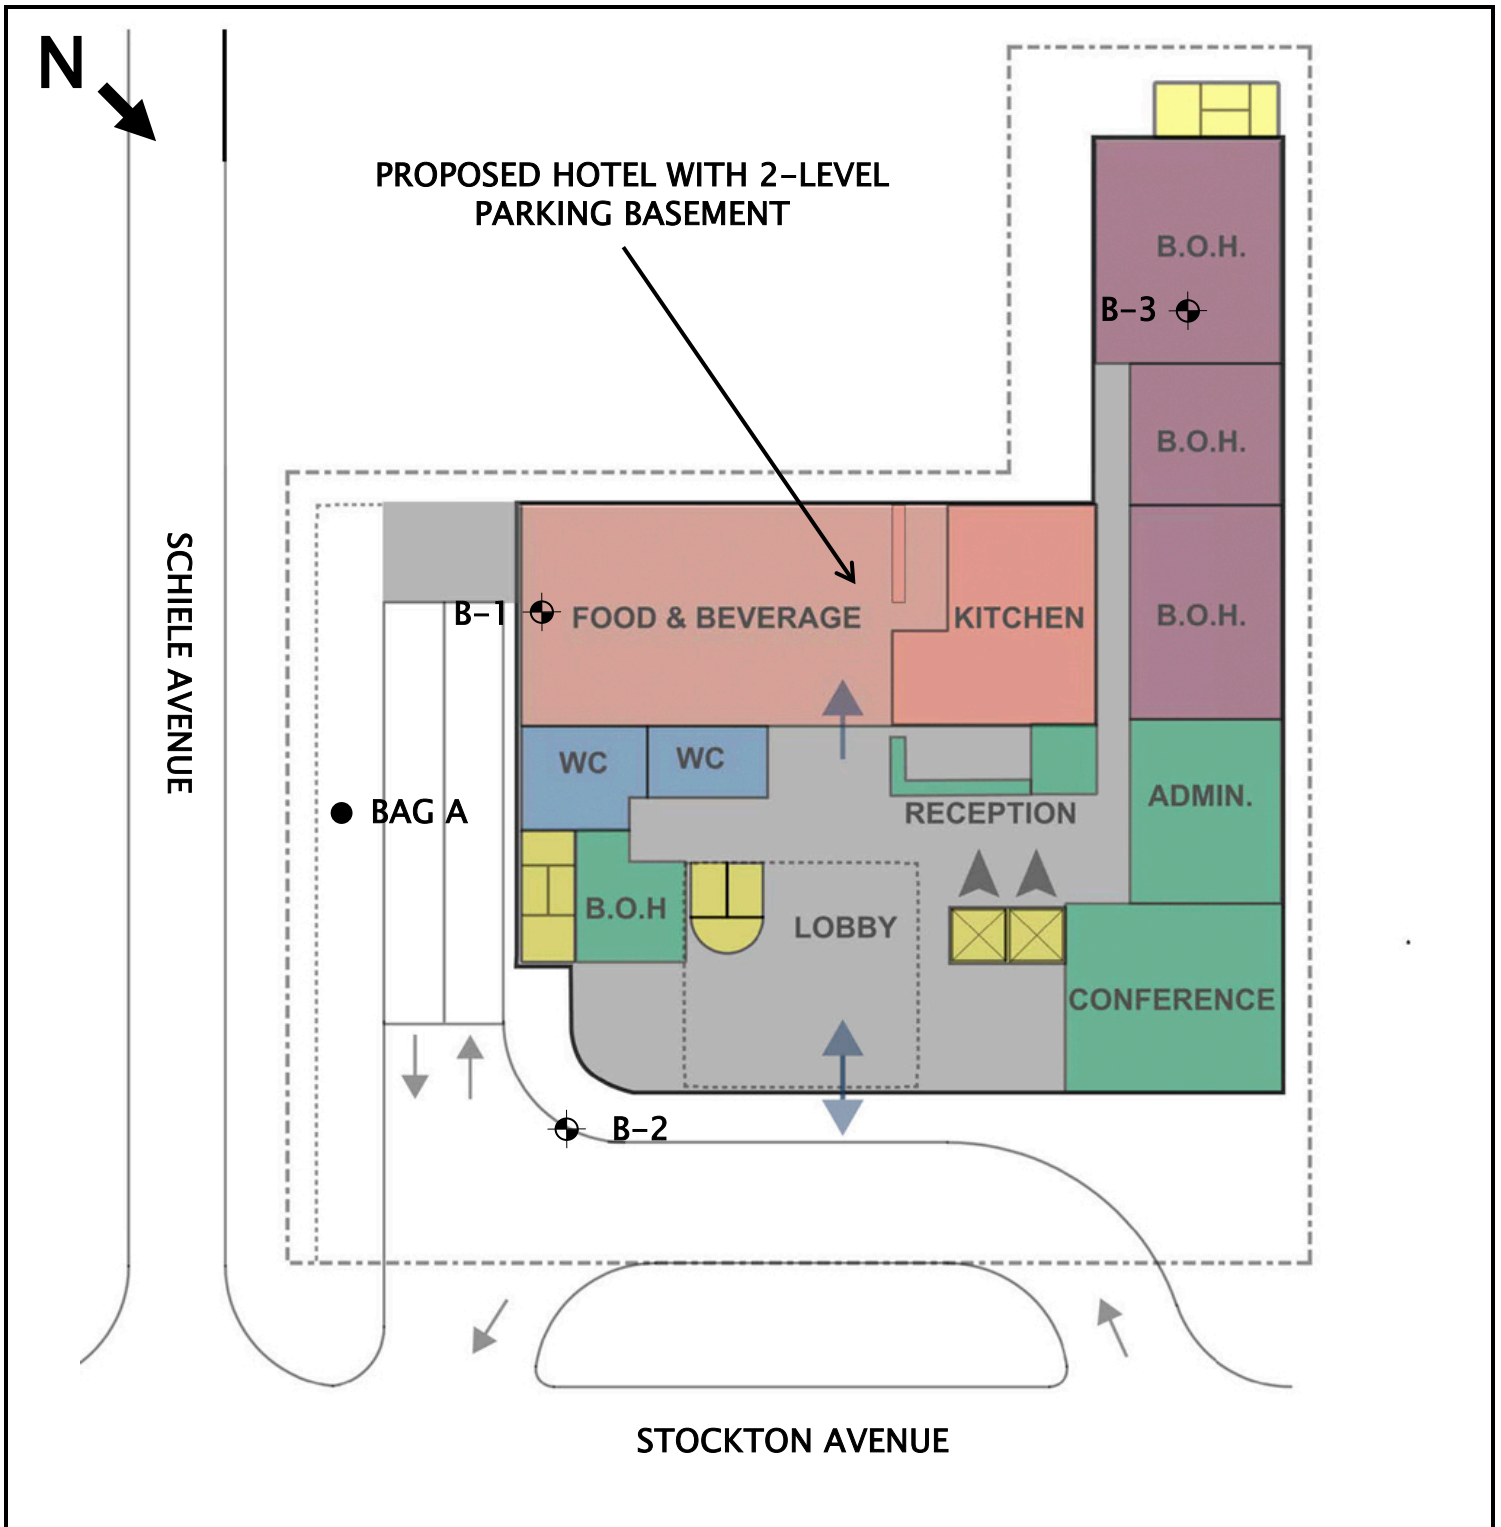 N
PROPOSED HOTEL WITH 2-LEVEL
PARKING BASEMENT
B.O.H.
B-3
B.O.H.
SCHIELE AVENUE
B-1
FOOD & BEVERAGE
KITCHEN
B.O.H.
WC
WC
BAG A
RECEPTION
ADMIN.
B.O.H
LOBBY
CONFERENCE
B-2
STOCKTON AVENUE